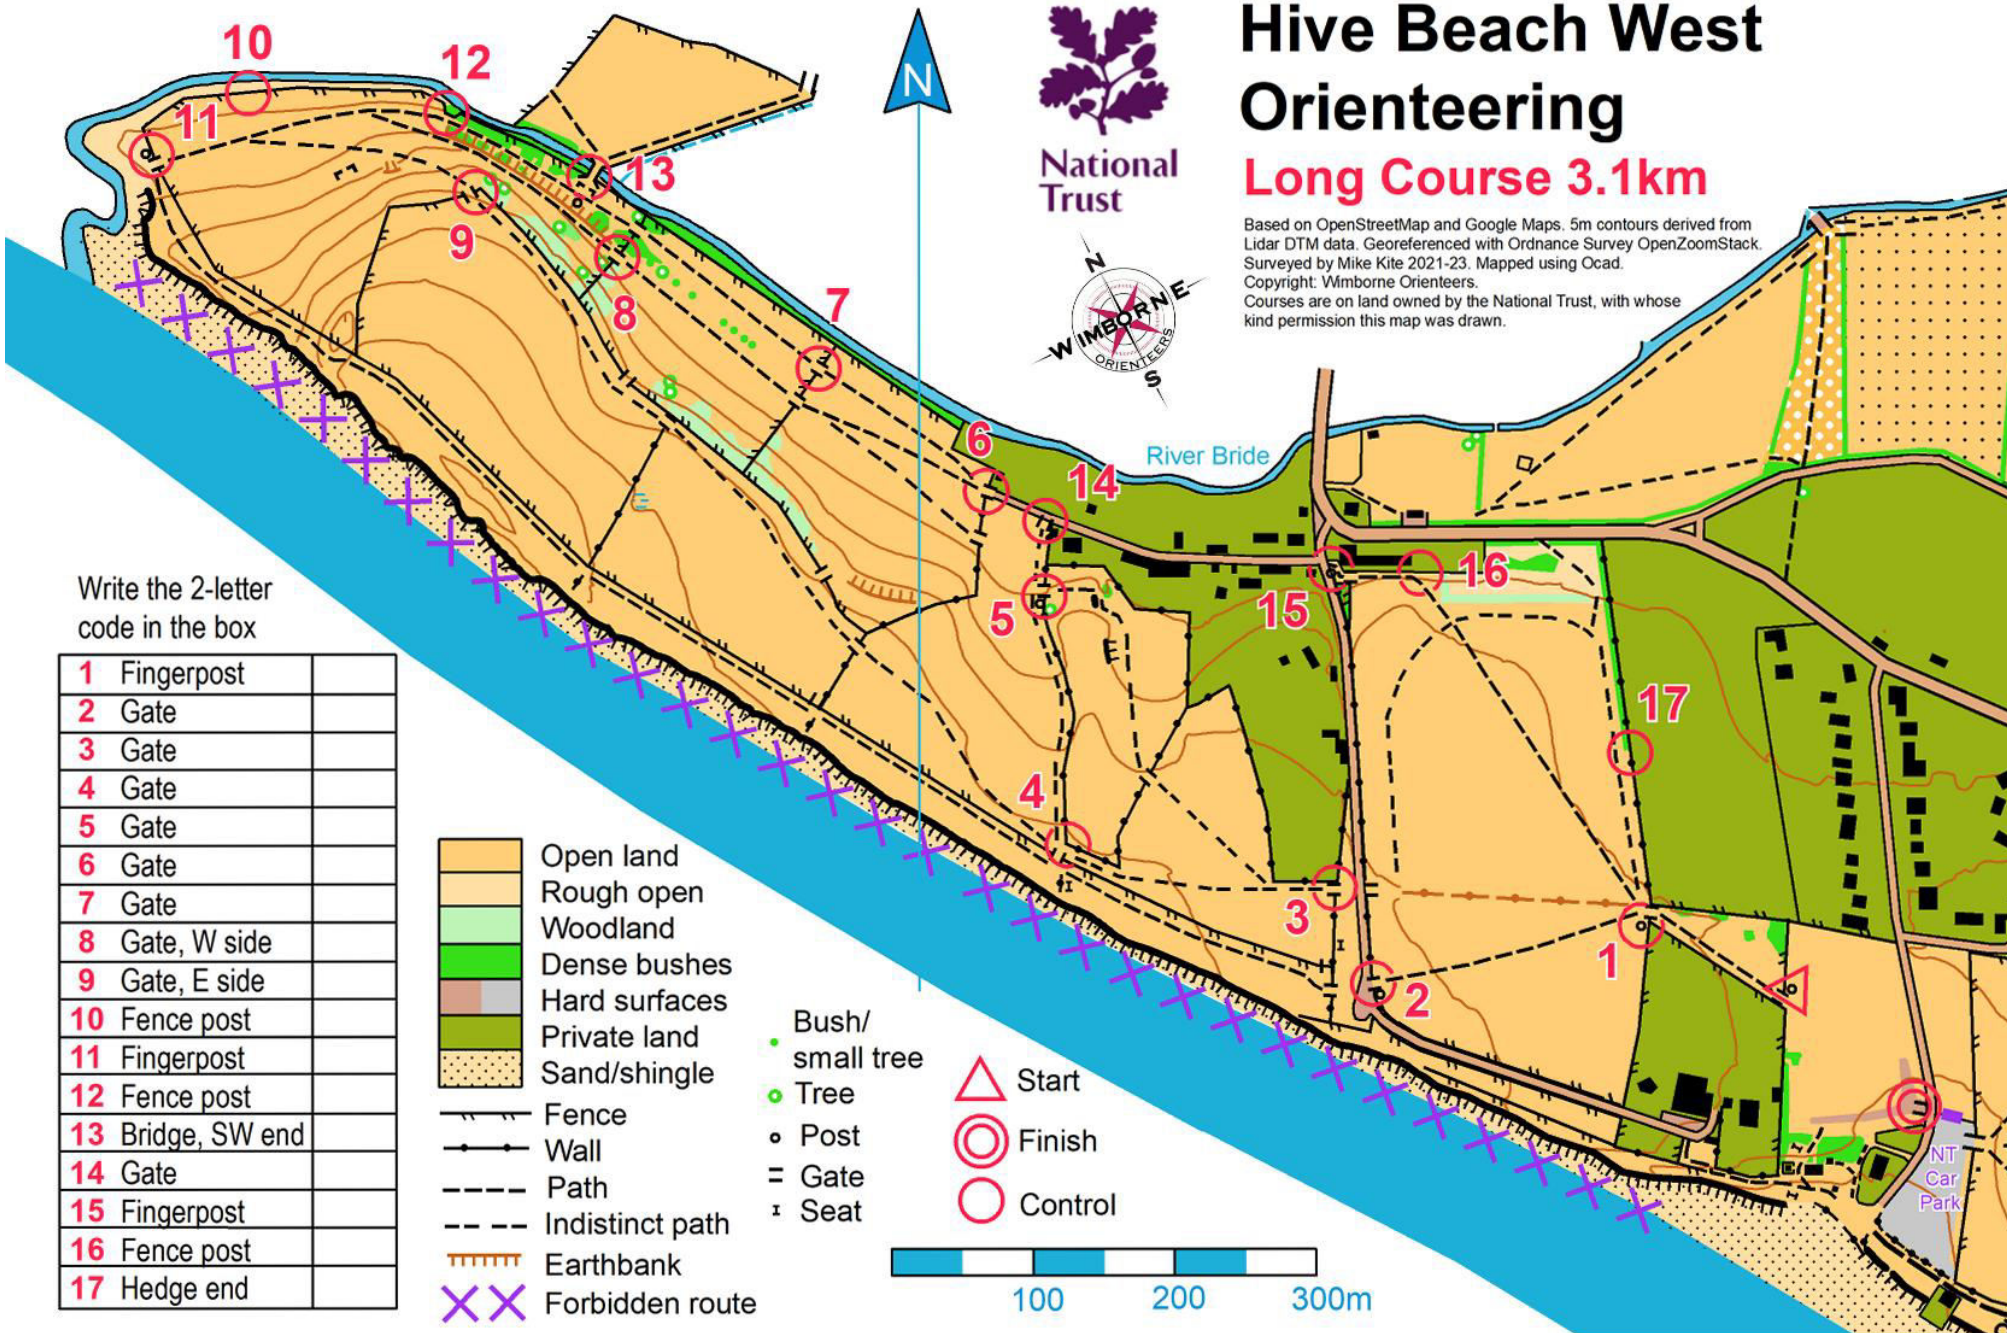 Hive Beach West
Orienteering
Long Course 3.1km
Based on OpenStreetMap and Google Maps. 5m contours derived from
Lidar DTM data. Georeferenced with Ordnance Survey OpenZoomStack.
Surveyed by Mike Kite 2021-23. Mapped using Ocad.
Copyright: Wimborne Orienteers.
Courses are on land owned by the National Trust, with whose
kind permission this map was drawn.
National
Trust
N
N
WIMBORNE
ORIENTEERS
S
10
12
11
13
9
8
7
6
14
River Bride
5
15
16
17
4
3
1
2
NT
Car
Park
Write the 2-letter
code in the box
1 Fingerpost
2 Gate
3 Gate
4 Gate
5 Gate
6 Gate
7 Gate
8 Gate, W side
9 Gate, E side
10 Fence post
11 Fingerpost
12 Fence post
13 Bridge, SW end
14 Gate
15 Fingerpost
16 Fence post
17 Hedge end
Open land
Rough open
Woodland
Dense bushes
Hard surfaces
Private land
Sand/shingle
Fence
Wall
Path
Indistinct path
Earthbank
Forbidden route
Bush/
small tree
Tree
Post
Gate
Seat
Start
Finish
Control
100 200 300m